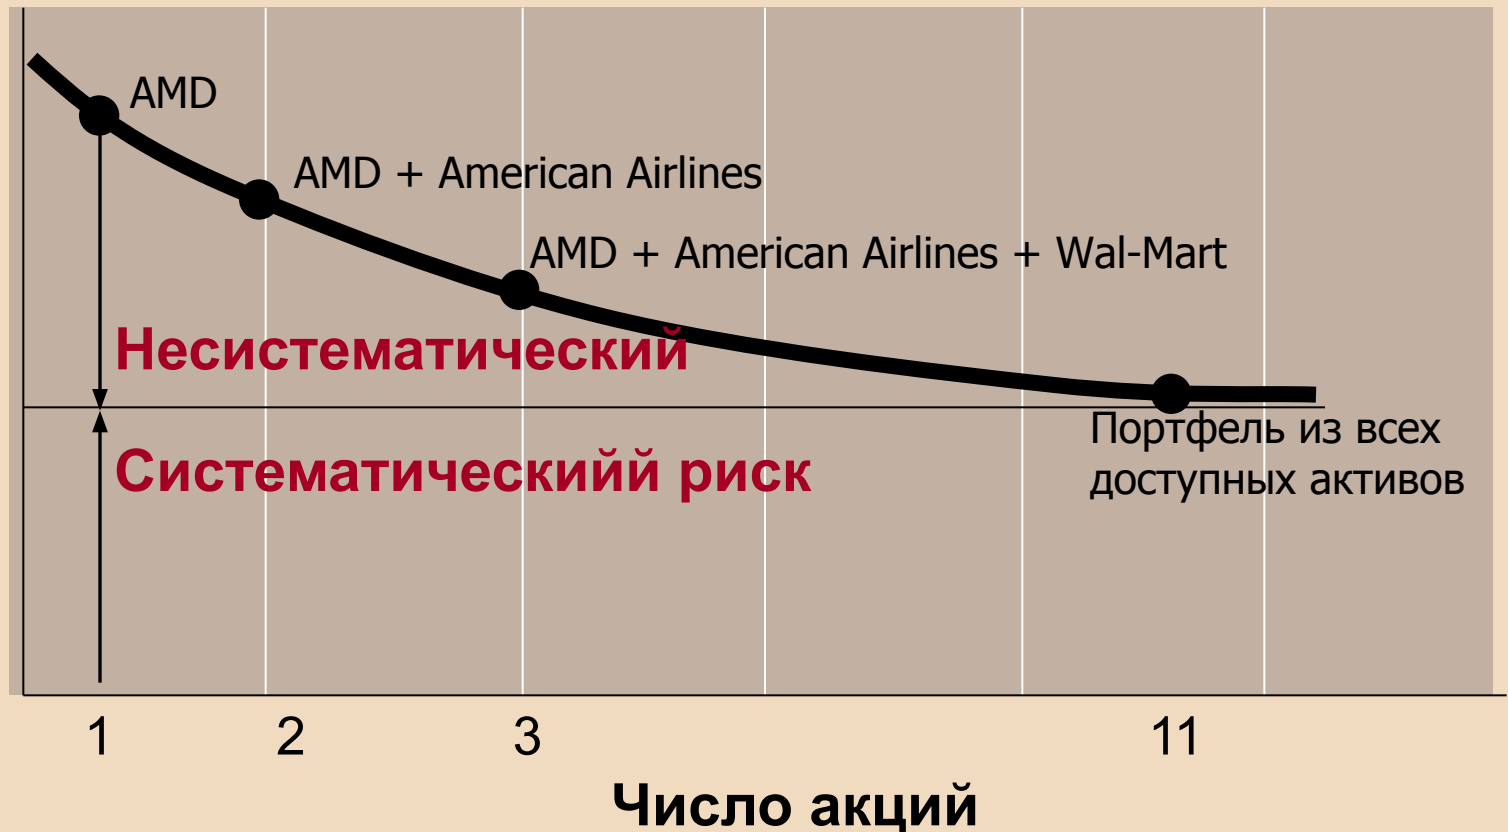 AMD
AMD + American Airlines
AMD + American Airlines + Wal-Mart
Несистематический
Портфель из всех
доступных активов
Систематическийй риск
1 2 3 11
Число акций